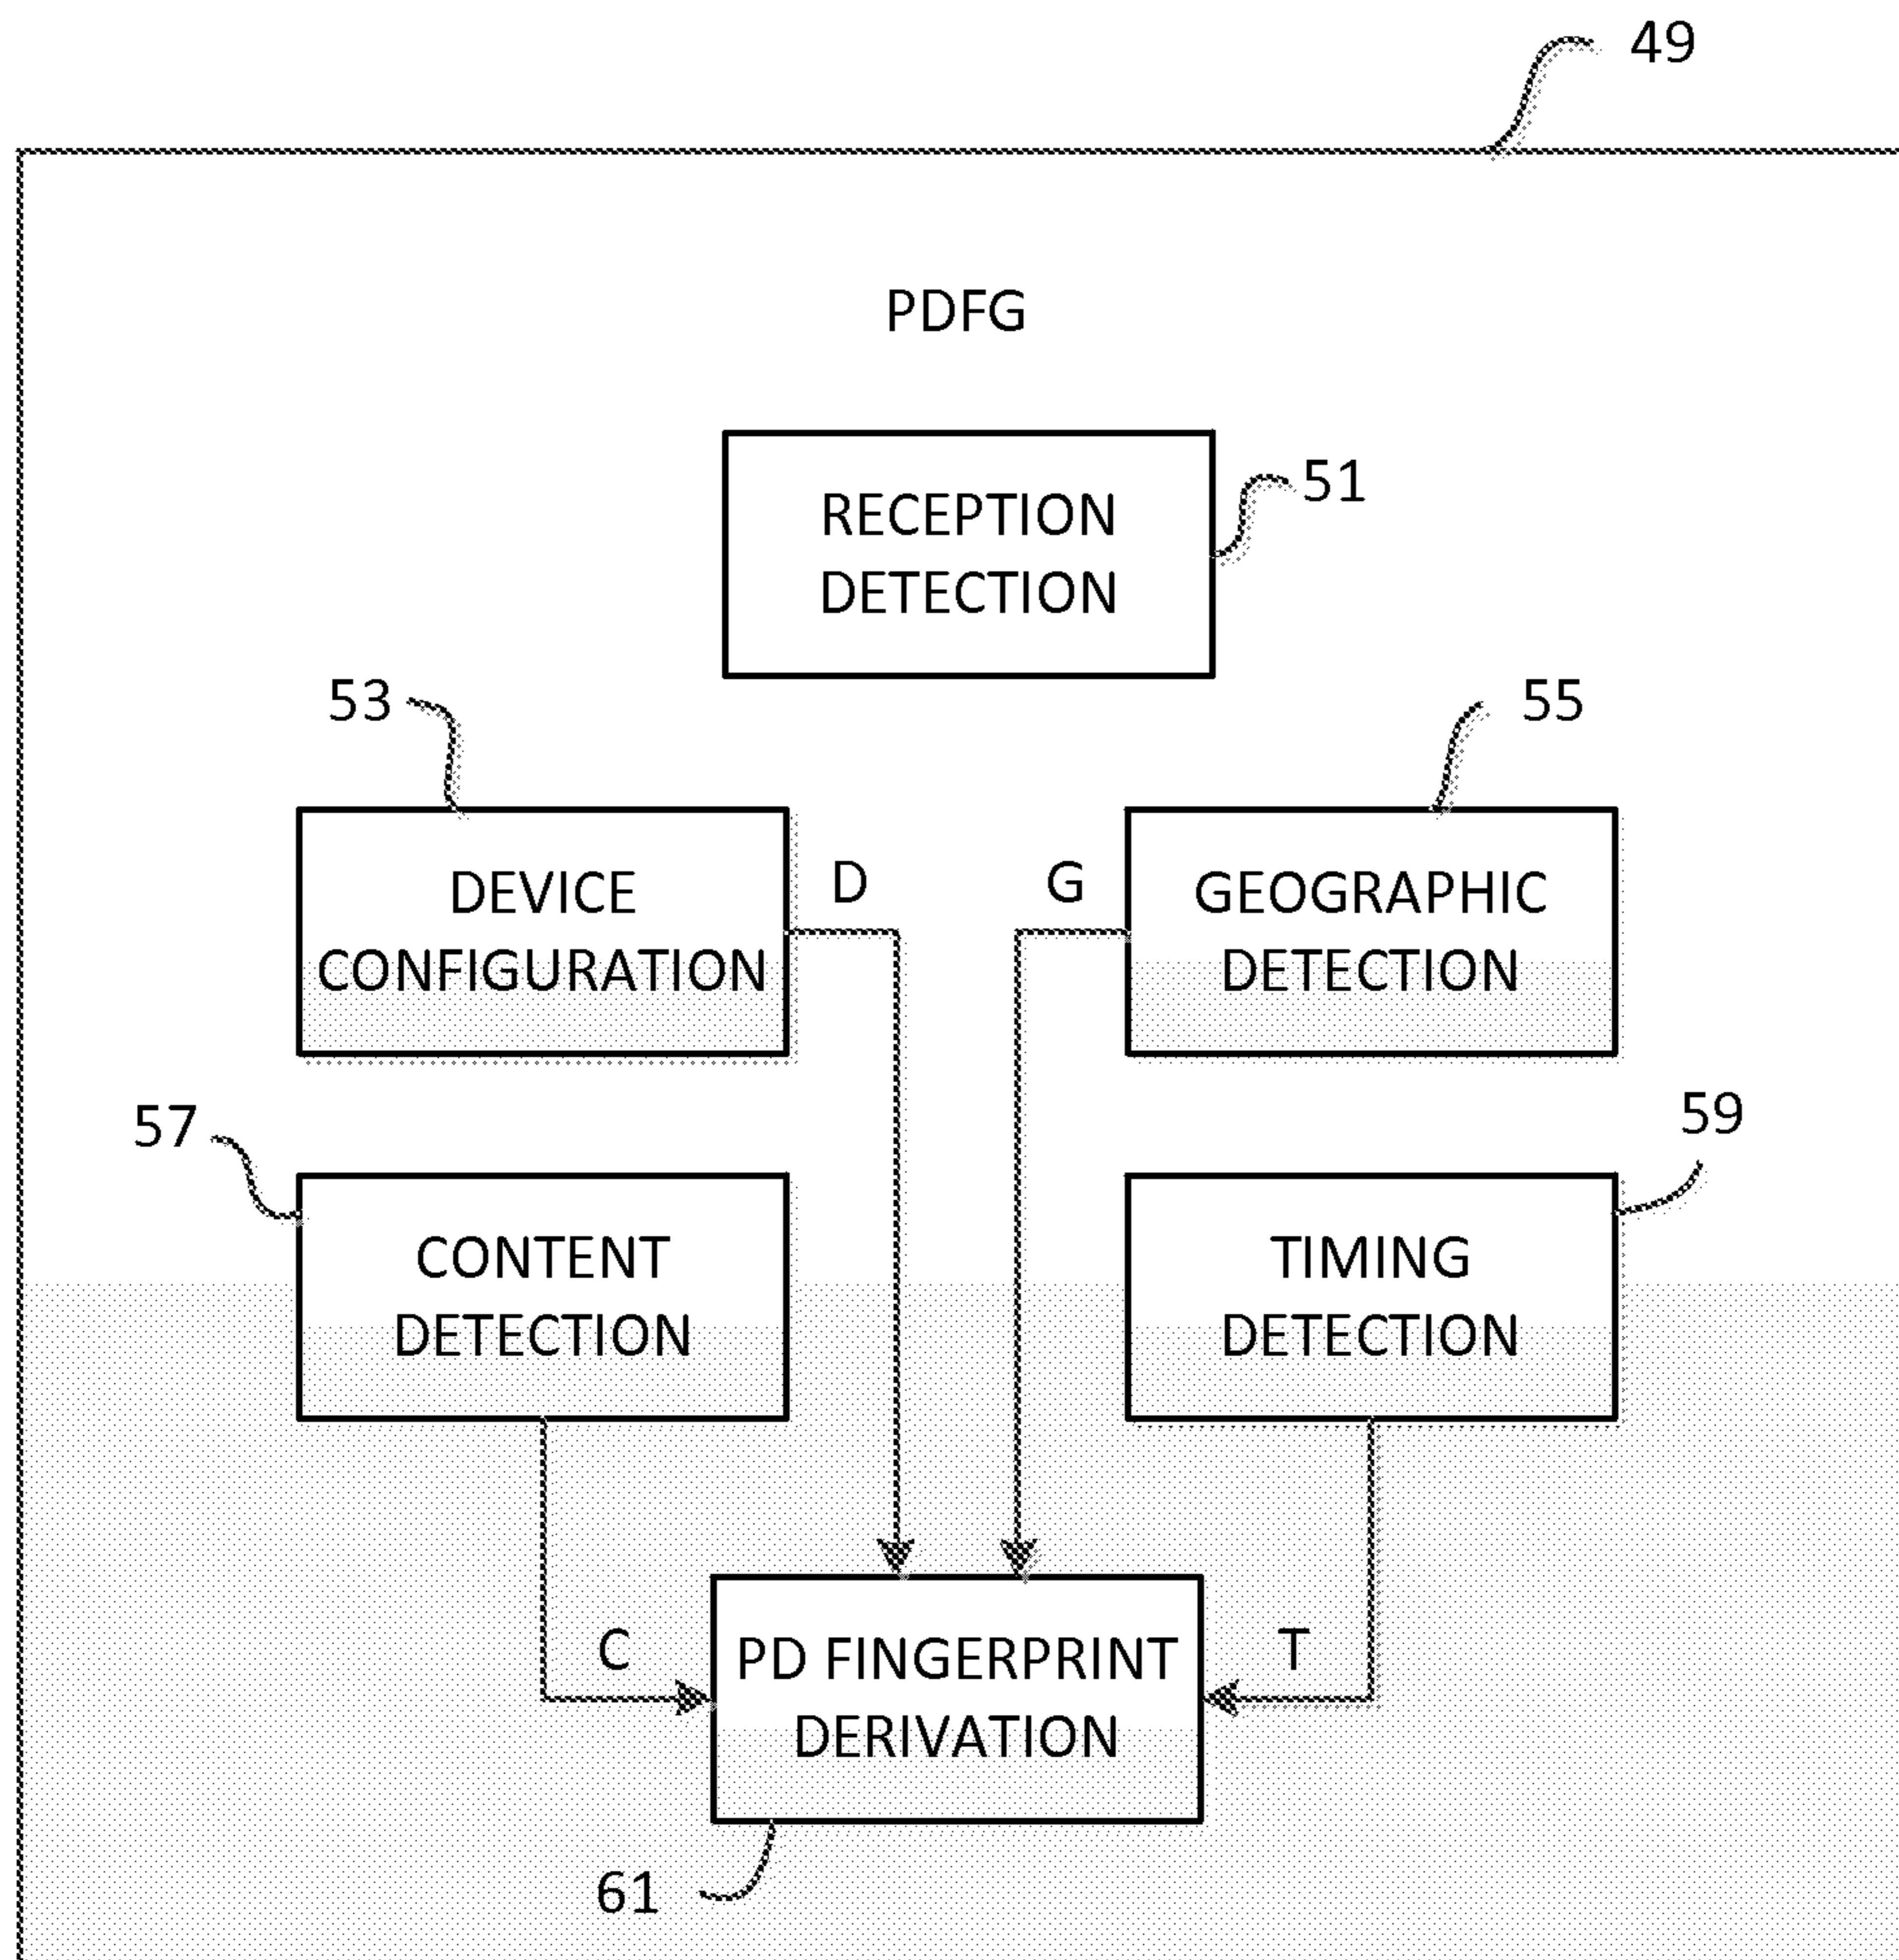 49
PDFG
RECEPTION
DETECTION
51
53
55
DEVICE
CONFIGURATION
D
G
GEOGRAPHIC
DETECTION
57
59
CONTENT
DETECTION
TIMING
DETECTION
C
PD FINGERPRINT
DERIVATION
T
61